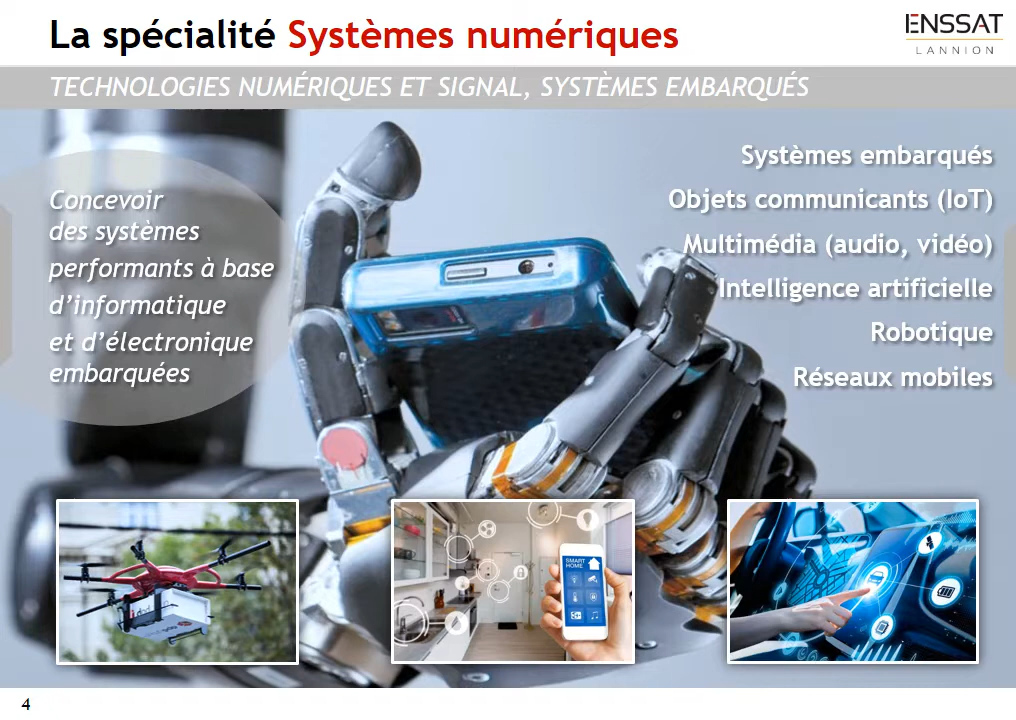 La spécialité Systèmes numériques
ENSSAT
LANNION
TECHNOLOGIES NUMÉRIQUES ET SIGNAL, SYSTÈMES EMBARQUÉS
Concevoir
des systèmes
performants à base
d’informatique
et d’électronique
embarquées
Systèmes embarqués
Objets communicants (IoT)
Multimédia (audio, vidéo)
Intelligence artificielle
Robotique
Réseaux mobiles
SMART
HOME
4